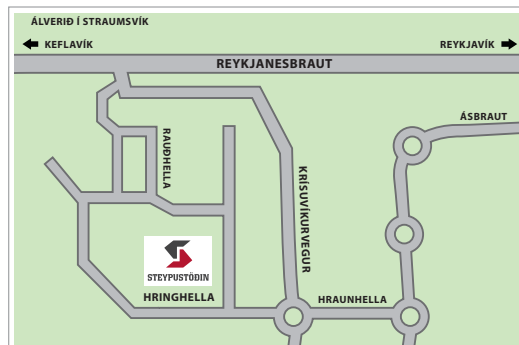 ÁLVERIÐ Í STRAUMSVÍK
KEFLAVÍK
REYKJAVÍK
REYKJANESBRAUT
ÁSBRAUT
RAUÐHELLA
KRÍSUVÍKURVEGUR
STEYPUSTÖÐIN
HRINGHELLA
HRAUNHELLA